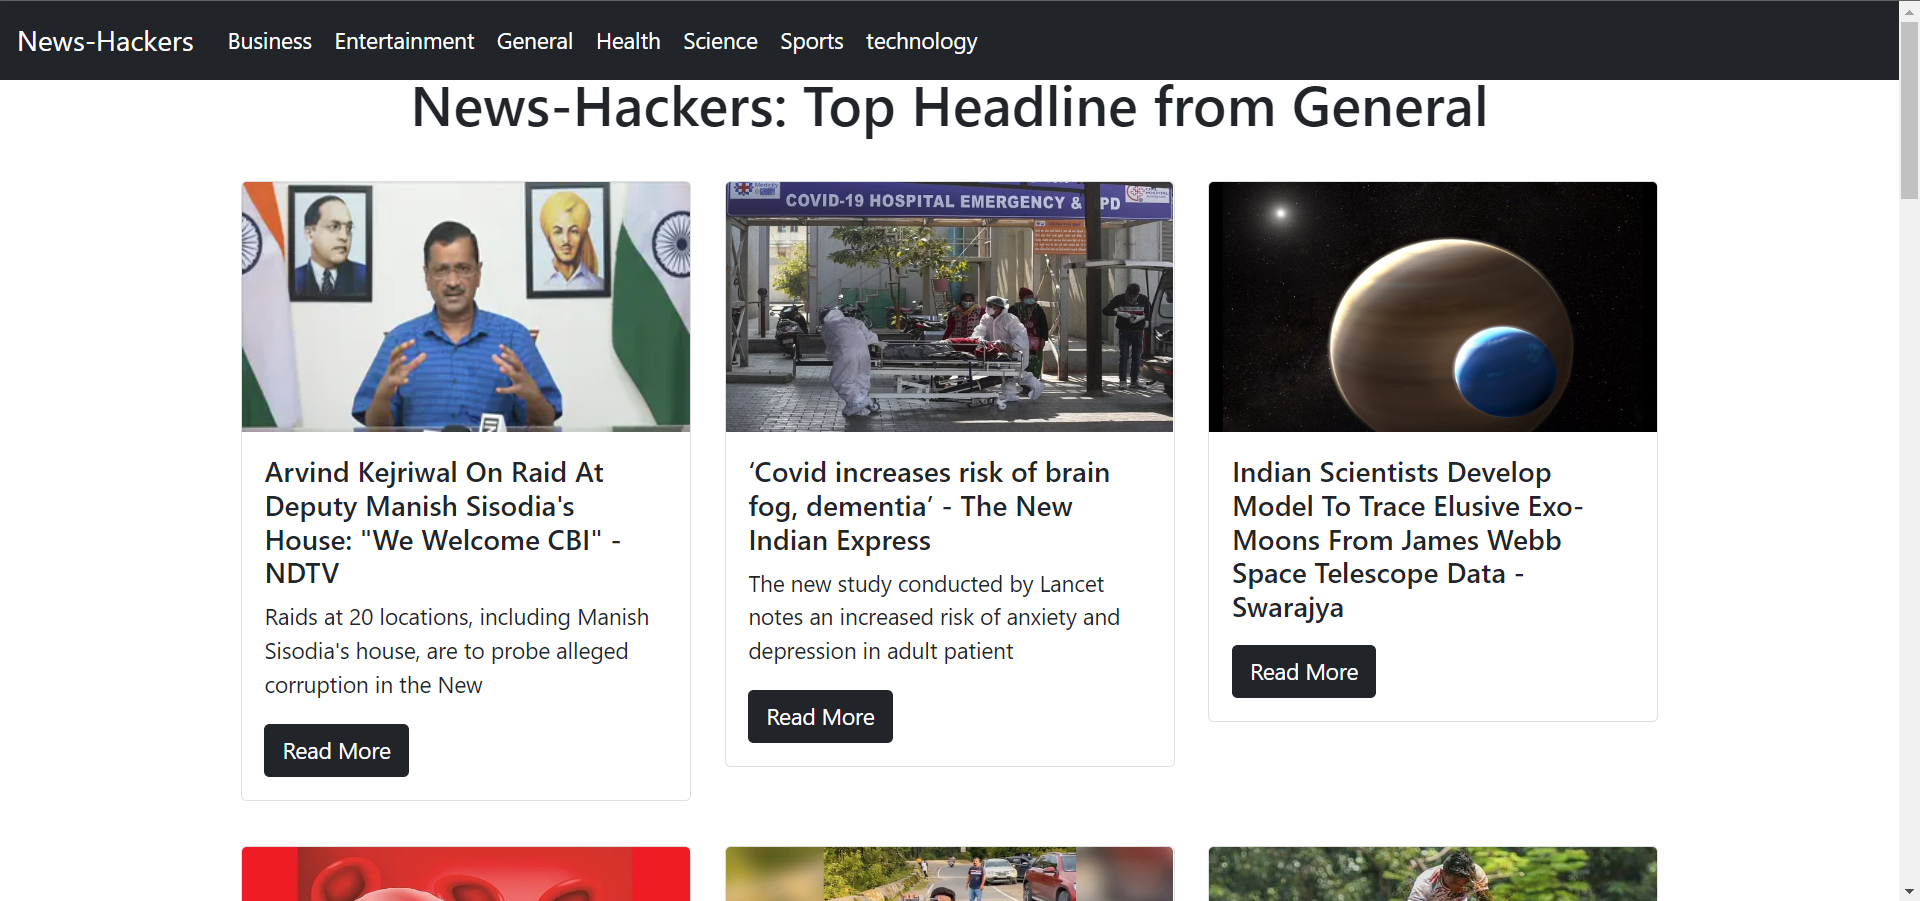 News-Hackers Business Entertainment General Health Science Sports technology
News-Hackers: Top Headline from General
COVID-19 HOSPITAL EMERGENCY & PD
Arvind Kejriwal On Raid At
Deputy Manish Sisodia's
House: "We Welcome CBI" -
NDTV
Raids at 20 locations, including Manish
Sisodia's house, are to probe alleged
corruption in the New
Read More
‘Covid increases risk of brain
fog, dementia’ - The New
Indian Express
The new study conducted by Lancet
notes an increased risk of anxiety and
depression in adult patient
Read More
Indian Scientists Develop
Model To Trace Elusive Exo-
Moons From James Webb
Space Telescope Data -
Swarajya
Read More